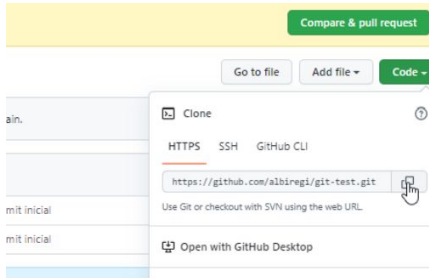 Compare & pull request
Go to file
Add file
Code
ain.
Clone
HTTPS SSH GitHub CLI
https://github.com/albiregi/git-test.git
mit inicial
Use Git or checkout with SVN using the web URL.
mit inicial
Open with GitHub Desktop